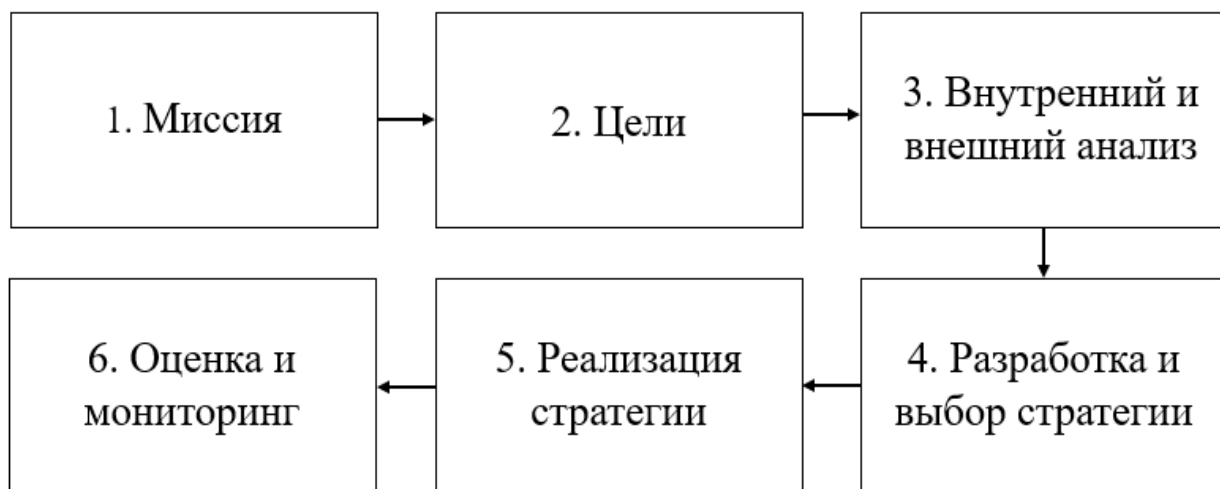 1. Миссия
2. Цели
3. Внутренний и
внешний анализ
4. Разработка и
выбор стратегии
5. Реализация
стратегии
6. Оценка и
мониторинг